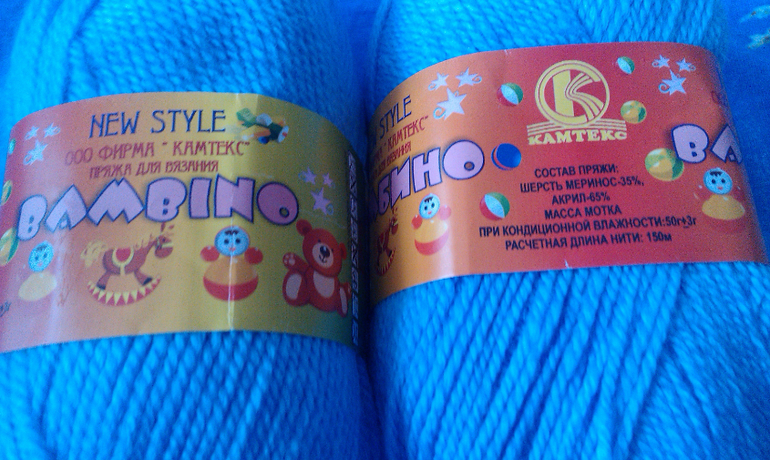 NEW STYLE
ООО ФИРМА " КАМТЕКС"
ПРЯЖА ДЛЯ ВЯЗАНИЯ
BAMBINO
STYLE
"КАМТЕКС"
БИНО
КАМТЕКС
СОСТАВ ПРЯЖИ:
ШЕРСТЬ МЕРИНОС-35%,
АКРИЛ-65%
МАССА МОТКА
ПРИ КОНДИЦИОННОЙ ВЛАЖНОСТИ:50г±3г
РАСЧЕТНАЯ ДЛИНА НИТИ: 150м
BA